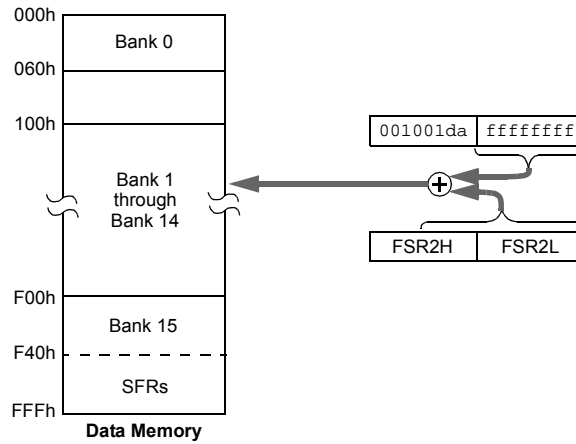 000h
Bank 0
060h
100h
001001da ffffffff
Bank 1
through
Bank 14
FSR2H FSR2L
F00h
Bank 15
F40h
SFRs
FFFh
Data Memory